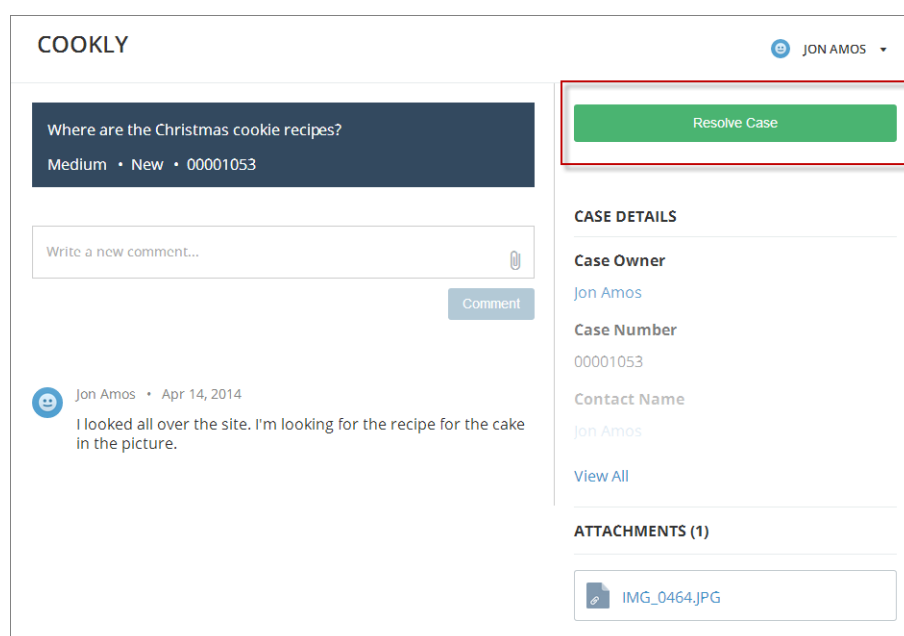 COOKLY
JON AMOS
Where are the Christmas cookie recipes?
Medium • New • 00001053
Write a new comment...
Comment
Jon Amos • Apr 14, 2014
I looked all over the site. I'm looking for the recipe for the cake
in the picture.
Resolve Case
CASE DETAILS
Case Owner
Jon Amos
Case Number
00001053
Contact Name
Jon Amos
View All
ATTACHMENTS (1)
IMG_0464.JPG